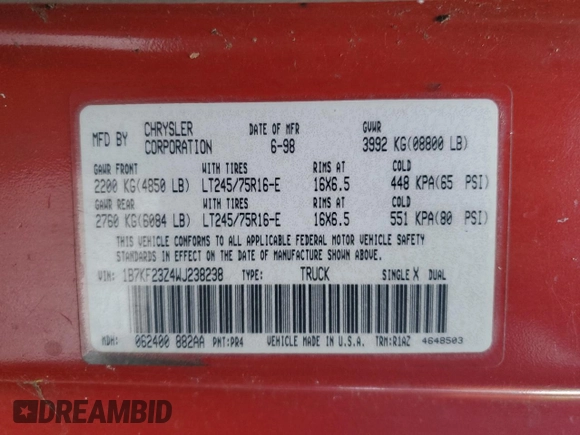 MFD BY CHRYSLER CORPORATION DATE OF MFR 6-98 GVWR 3992 KG(08800 LB)
GAWR FRONT WITH TIRES RIMS AT COLD
2200 KG(4850 LB) LT245/75R16-E 16X6.5 448 KPA(65 PSI)
GAWR REAR WITH TIRES RIMS AT COLD
2760 KG(6084 LB) LT245/75R16-E 16X6.5 551 KPA(80 PSI)
THIS VEHICLE CONFORMS TO ALL APPLICABLE FEDERAL MOTOR VEHICLE SAFETY
STANDARDS IN EFFECT ON THE DATE OF MANUFACTURE SHOWN ABOVE.
VIN: 1B7KF23Z4WJ238238 TYPE: TRUCK SINGLE X DUAL
MDH: 062400 882AA PNT:PR4 VEHICLE MADE IN U.S.A. TRM:R1AZ 4648503
DREAMBID